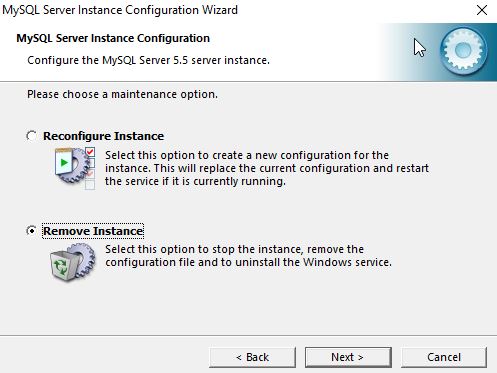 MySQL Server Instance Configuration Wizard
MySQL Server Instance Configuration
Configure the MySQL Server 5.5 server instance.
Please choose a maintenance option.
Reconfigure Instance
Select this option to create a new configuration for the
instance. This will replace the current configuration and restart
the service if it is currently running.
Remove Instance
Select this option to stop the instance, remove the
configuration file and to uninstall the Windows service.
< Back
Next >
Cancel